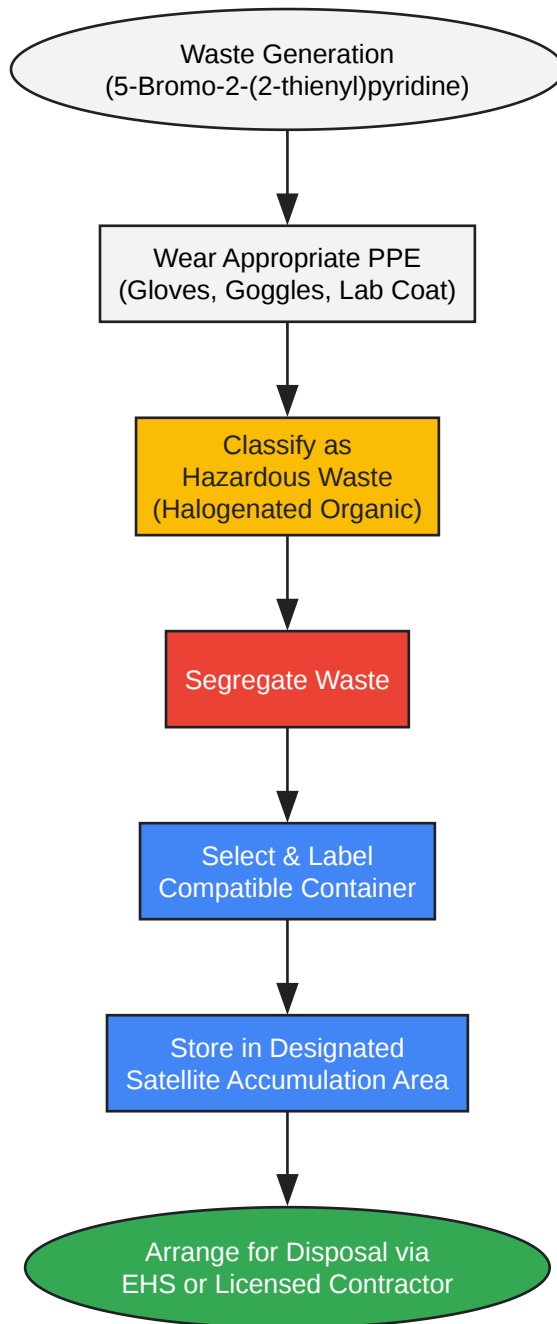 Waste Generation
(5-Bromo-2-(2-thienyl)pyridine)
Wear Appropriate PPE
(Gloves, Goggles, Lab Coat)
Classify as
Hazardous Waste
(Halogenated Organic)
Segregate Waste
Select & Label
Compatible Container
Store in Designated
Satellite Accumulation Area
Arrange for Disposal via
EHS or Licensed Contractor